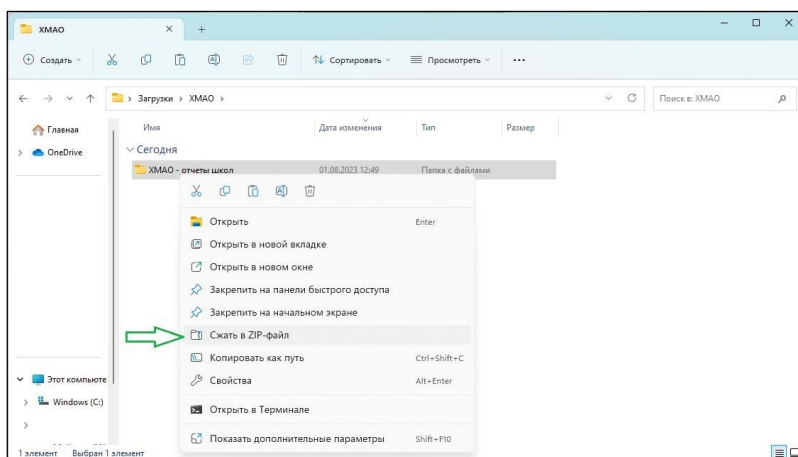 ХМАО
Создать
Сортировать
Просмотреть
Загрузки > ХМАО >
Поиск в: ХМАО
Главная
OneDrive
Имя Дата изменения Тип Размер
Сегодня
ХМАО - отчеты школ 01.08.2023 12:49 Папка с файлами
Открыть Enter
Открыть в новой вкладке
Открыть в новом окне
Закрепить на панели быстрого доступа
Закрепить на начальном экране
Сжать в ZIP-файл
Копировать как путь Ctrl+Shift+C
Свойства Alt+Enter
Открыть в Терминале
Показать дополнительные параметры Shift+F10
Этот компьюте
Windows (C:)
1 элемент Выбран 1 элемент